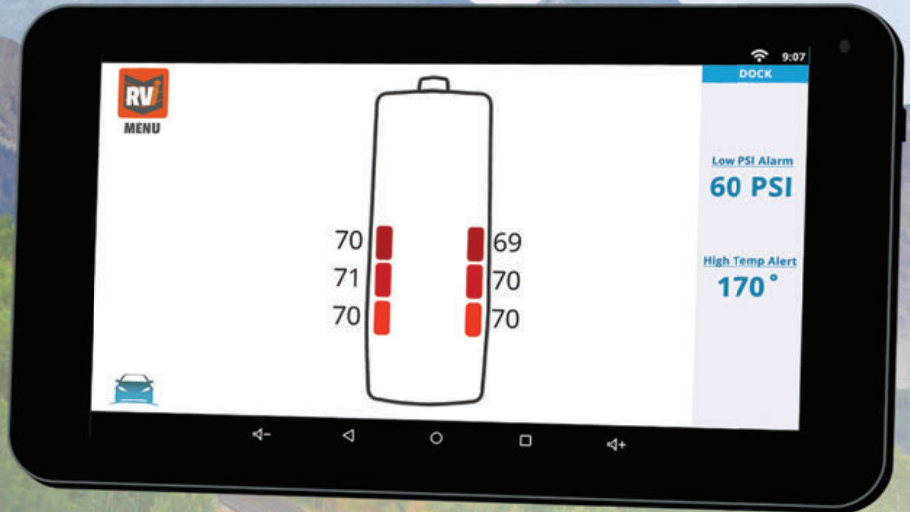 9:07
DOCK
RVi
MENU
Low PSI Alarm
60 PSI
70
69
71
70
High Temp Alert
170°
70
70